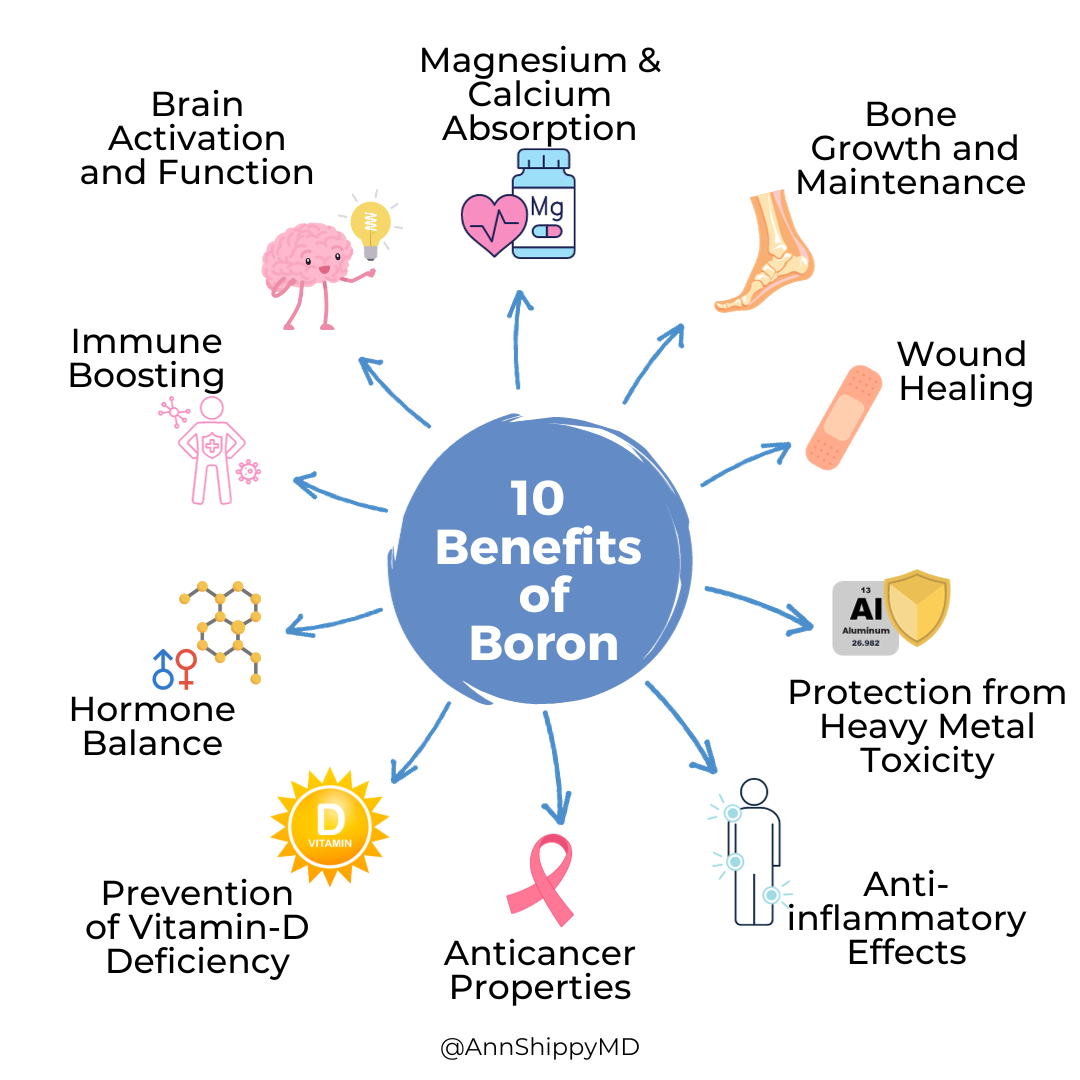 Magnesium &
Calcium
Absorption
Mg
Brain
Activation
and Function
Bone
Growth and
Maintenance
Immune
Boosting
Wound
Healing
10
Benefits
of
Boron
13
Al
Aluminum
26.982
Protection from
Heavy Metal
Toxicity
Hormone
Balance
D
VITAMIN
Prevention
of Vitamin-D
Deficiency
Anticancer
Properties
Anti-
inflammatory
Effects
@AnnShippyMD